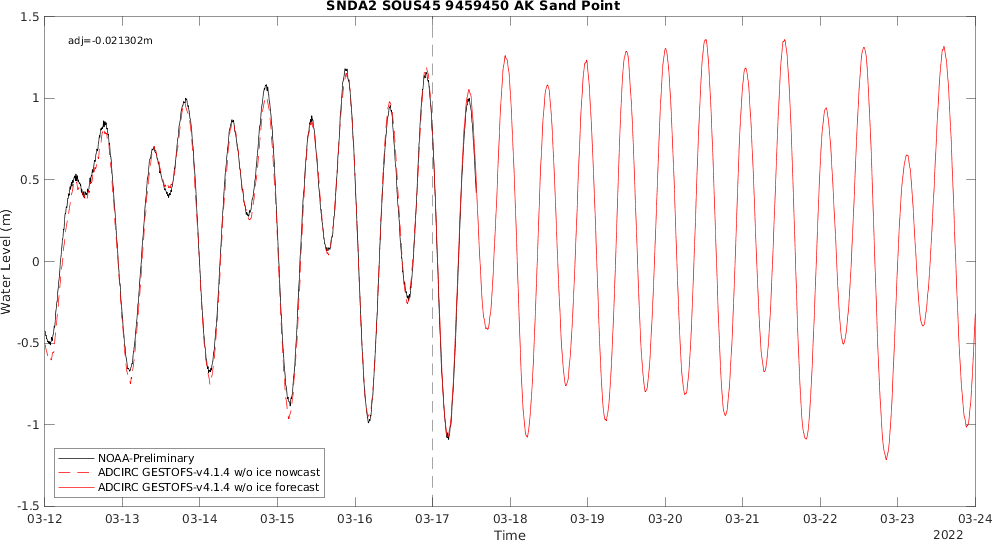 SNDA2 SOUS45 9459450 AK Sand Point
adj=-0.021302m
Water Level (m)
1.5
1
0.5
0
-0.5
-1
-1.5
NOAA-Preliminary
ADCIRC GESTOFS-v4.1.4 w/o ice nowcast
ADCIRC GESTOFS-v4.1.4 w/o ice forecast
03-12 03-13 03-14 03-15 03-16 03-17 03-18 03-19 03-20 03-21 03-22 03-23 03-24
Time
2022